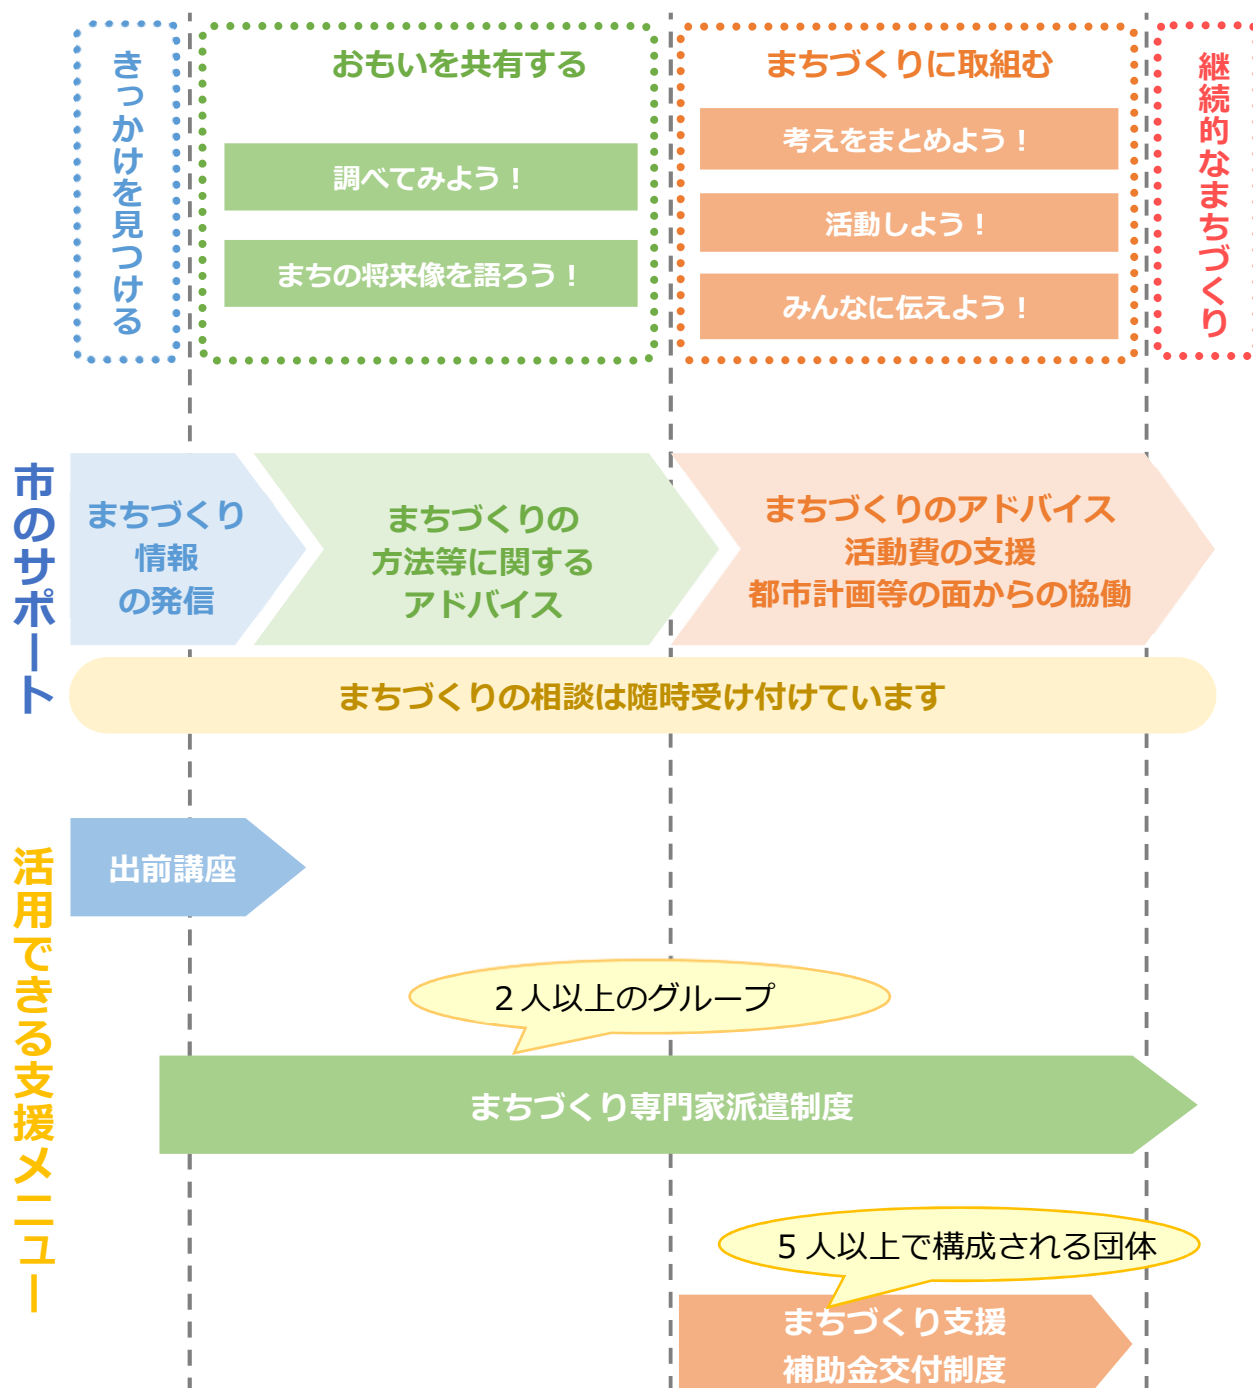 きっかけを見つける
おもいを共有する
調べてみよう！
まちの将来像を語ろう！
まちづくりに取組む
考えをまとめよう！
活動しよう！
みんなに伝えよう！
継続的なまちづくり
市のサポート
まちづくり
情報
の発信
まちづくりの
方法等に関する
アドバイス
まちづくりのアドバイス
活動費の支援
都市計画等の面からの協働
まちづくりの相談は随時受け付けています
活用できる支援メニュー
出前講座
２人以上のグループ
まちづくり専門家派遣制度
５人以上で構成される団体
まちづくり支援
補助金交付制度